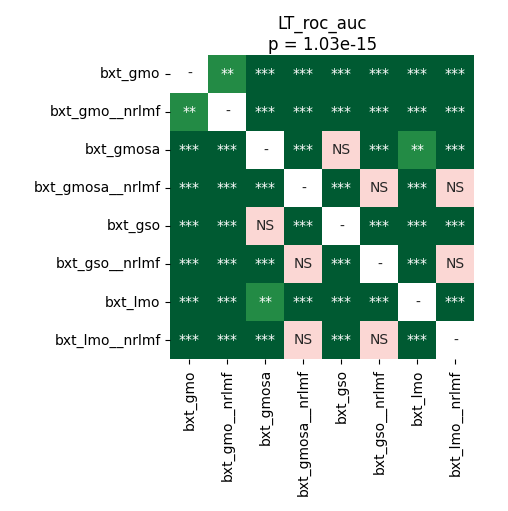 LT_roc_auc
p = 1.03e-15
bxt_gmo - ** *** *** *** *** *** ***
bxt_gmo__nrlmf ** - *** *** *** *** *** ***
bxt_gmosa *** *** - *** NS *** ** ***
bxt_gmosa__nrlmf *** *** *** - *** NS *** NS
bxt_gso *** *** NS *** - *** *** ***
bxt_gso__nrlmf *** *** *** NS *** - *** NS
bxt_lmo *** *** ** *** *** *** - ***
bxt_lmo__nrlmf *** *** *** NS *** NS *** -
bxt_gmo
bxt_gmo__nrlmf
bxt_gmosa
bxt_gmosa__nrlmf
bxt_gso
bxt_gso__nrlmf
bxt_lmo
bxt_lmo__nrlmf